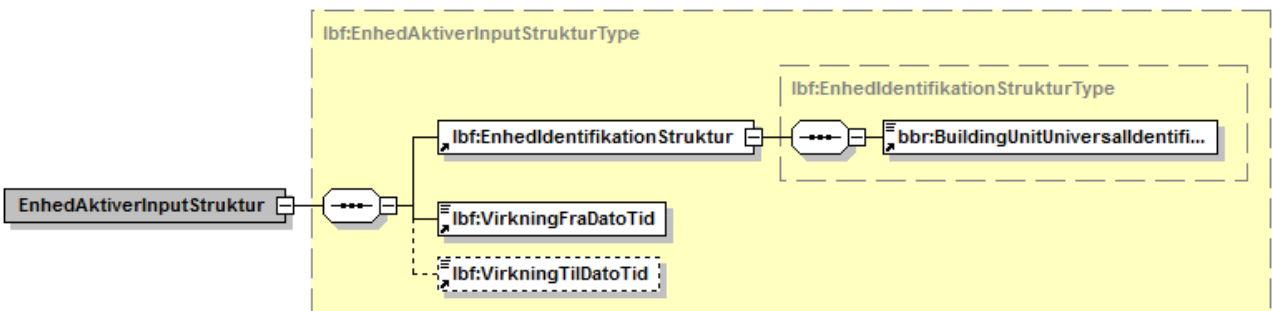 lbf:EnhedAktiverInputStrukturType
lbf:EnhedIdentifikationStrukturType
lbf:EnhedIdentifikationStruktur
bbr:BuildingUnitUniversalIdentifi...
EnhedAktiverInputStruktur
lbf:VirkningFraDatoTid
lbf:VirkningTilDatoTid